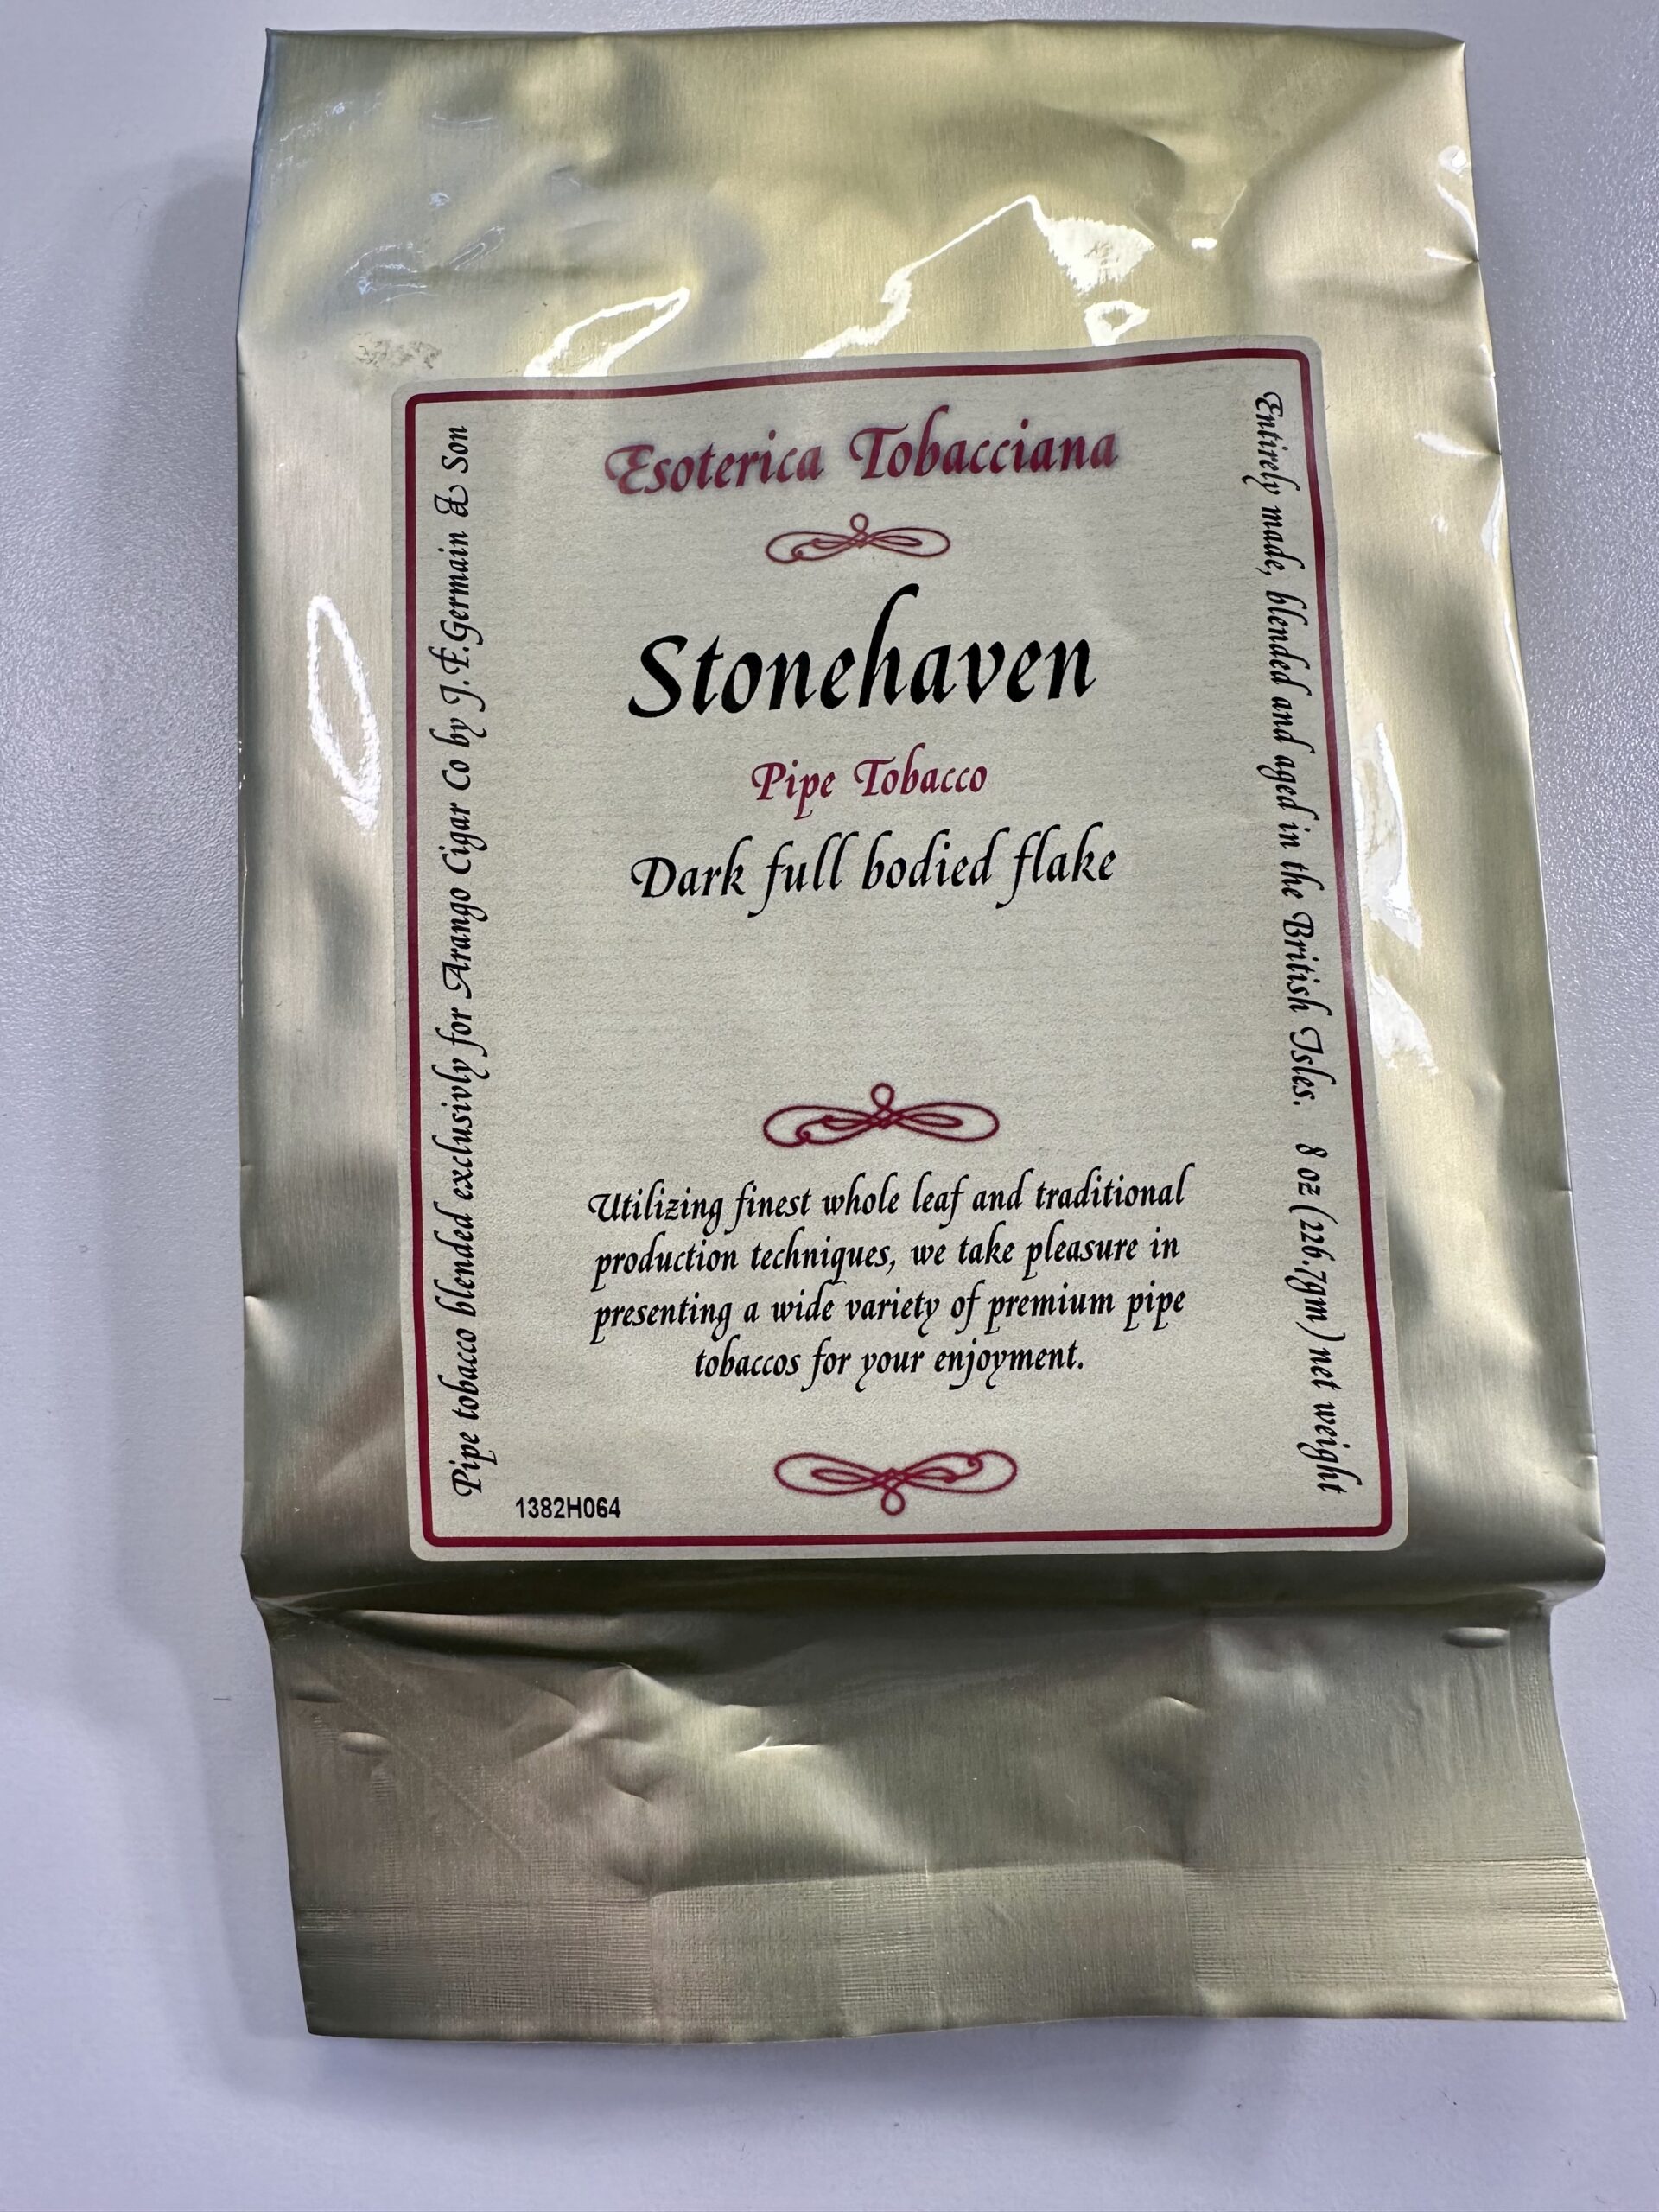 Esoterica Tobacciana
Stonehaven
Pipe Tobacco
Dark full bodied flake
Utilizing finest whole leaf and traditional
production techniques, we take pleasure in
presenting a wide variety of premium pipe
tobaccos for your enjoyment.
1382H064
Pipe tobacco blended exclusivly for Arango Cigar Co by J.F.Germain & Son
Entirely made, blended and aged in the British Isles. 8 oz (226.7gm) net weight